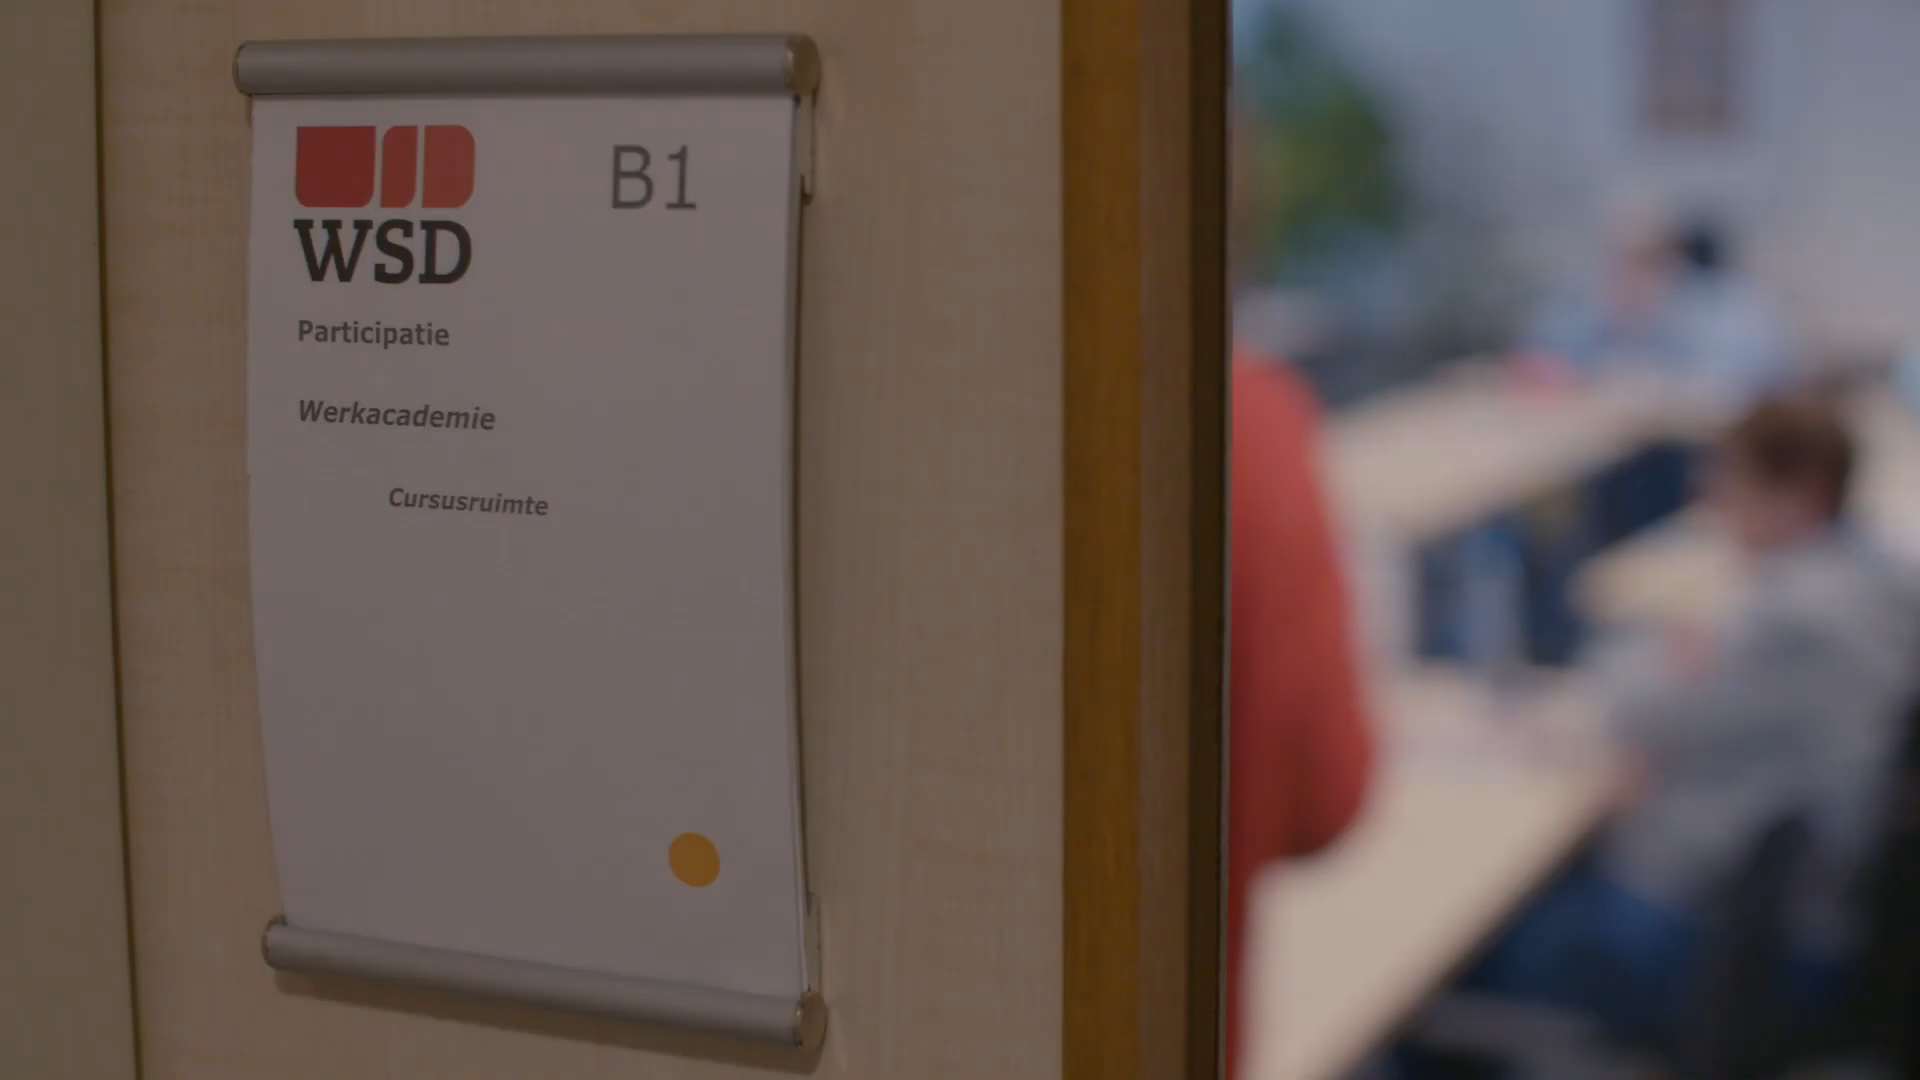 B1
WSD
Participatie
Werkacademie
Cursusruimte